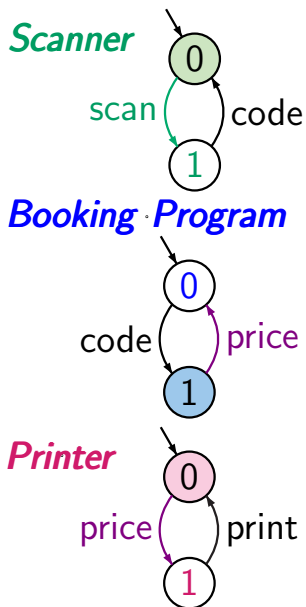 Scanner
0
scan
code
1
Booking Program
0
code
price
1
Printer
0
price
print
1